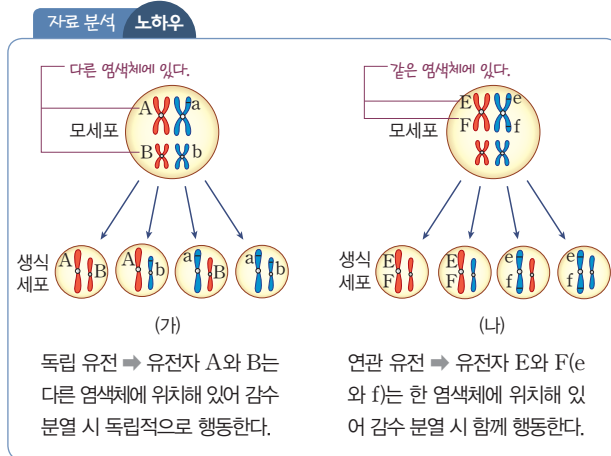 자료 분석 노하우
다른 염색체에 있다.
A a
모세포
B b
생식
세포
A B
A b
a B
a b
(가)
독립 유전 ➡ 유전자 A와 B는
다른 염색체에 위치해 있어 감수
분열 시 독립적으로 행동한다.
같은 염색체에 있다.
E e
F f
모세포
생식
세포
E
F
E
F
e
f
e
f
(나)
연관 유전 ➡ 유전자 E와 F(e
와 f)는 한 염색체에 위치해 있
어 감수 분열 시 함께 행동한다.